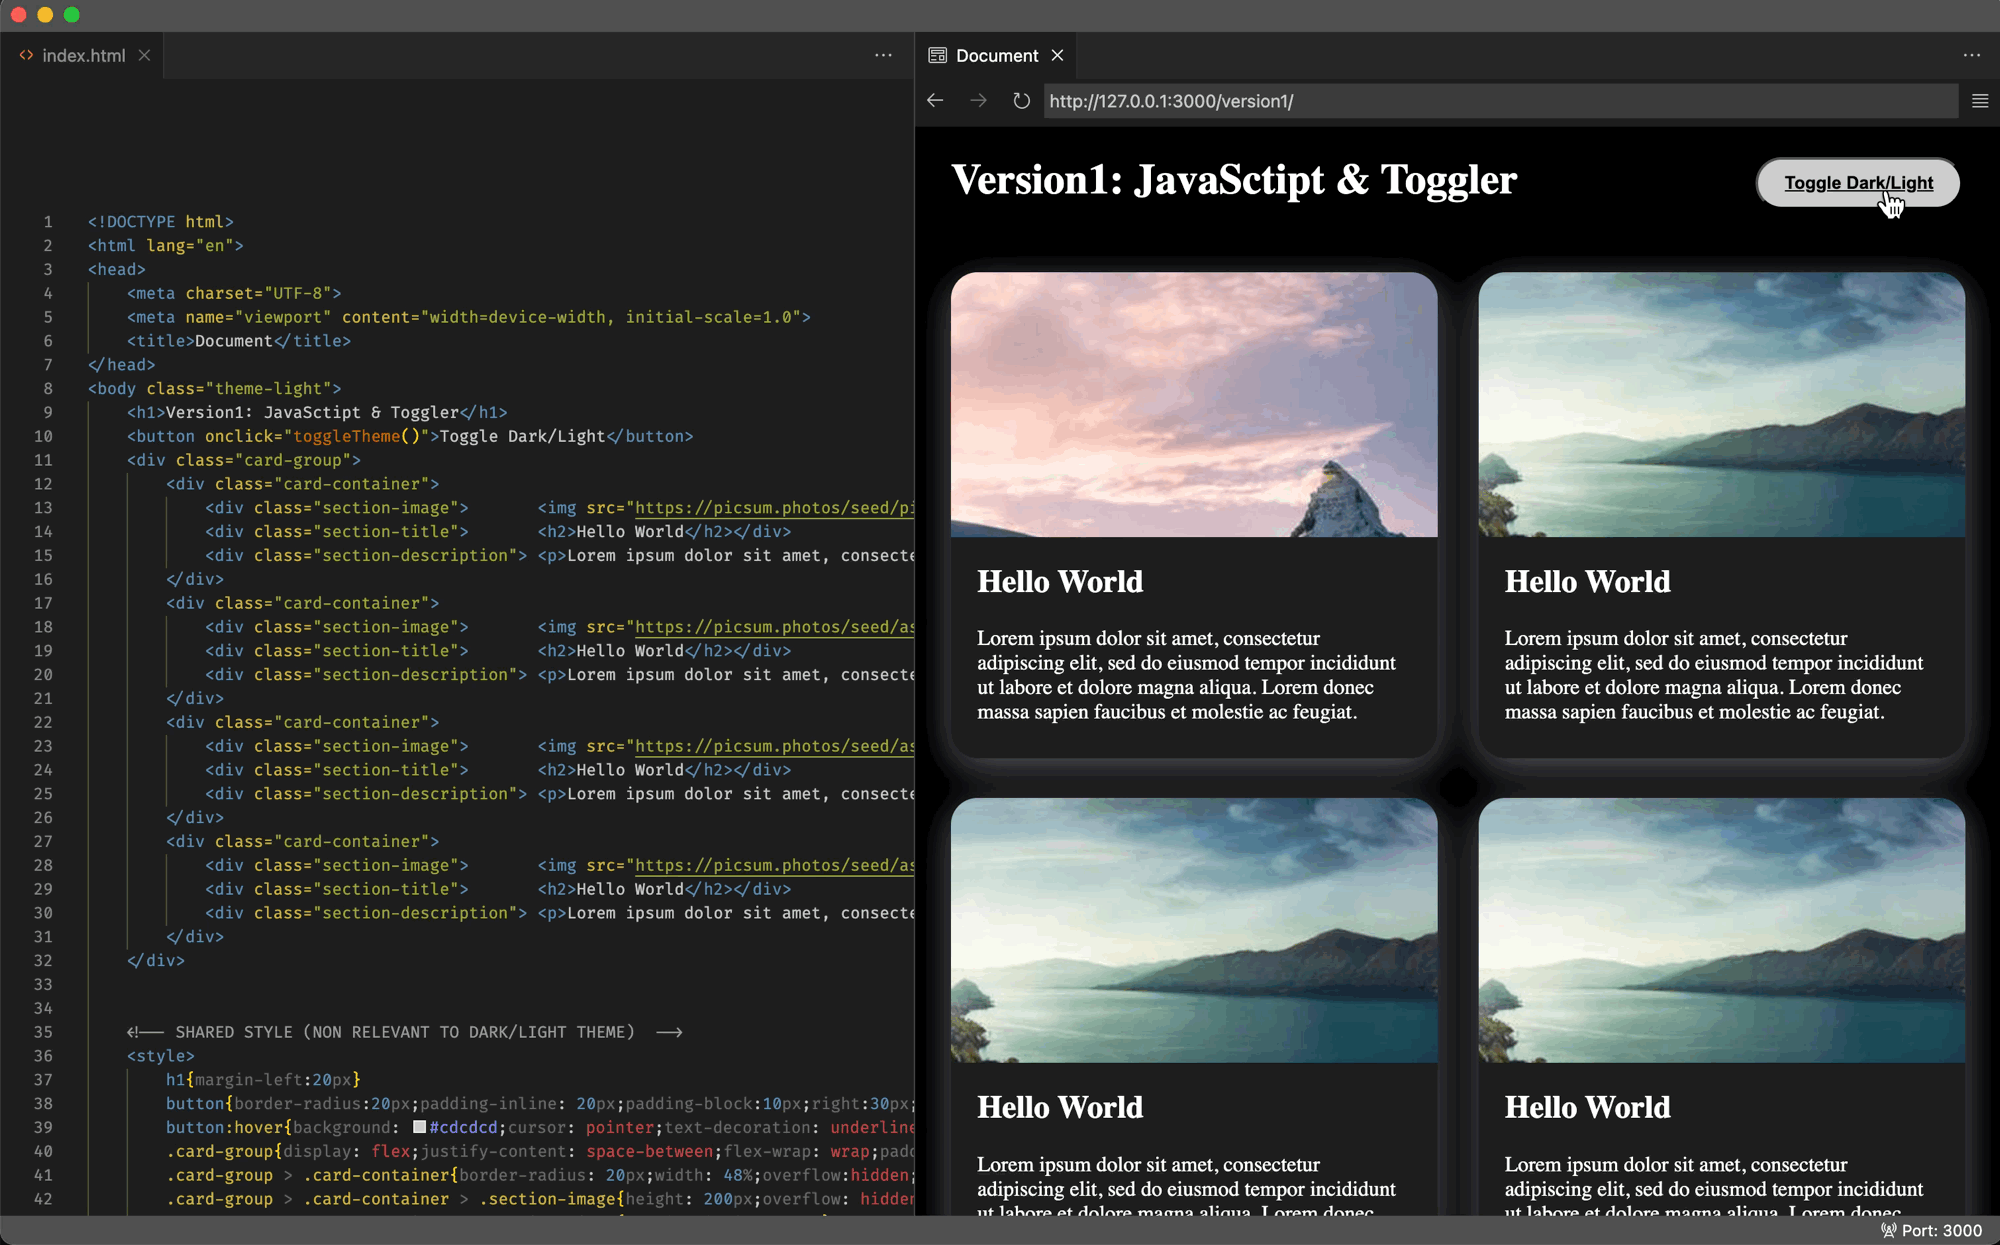 index.html
Document
http://127.0.0.1:3000/version1/
1 <!DOCTYPE html>
2 <html lang="en">
3 <head>
4 <meta charset="UTF-8">
5 <meta name="viewport" content="width=device-width, initial-scale=1.0">
6 <title>Document</title>
7 </head>
8 <body class="theme-light">
9 <h1>Version1: JavaSctipt & Toggler</h1>
10 <button onclick="toggleTheme()">Toggle Dark/Light</button>
11 <div class="card-group">
12 <div class="card-container">
13 <div class="section-image"> <img src="https://picsum.photos/seed/pi
14 <div class="section-title"> <h2>Hello World</h2></div>
15 <div class="section-description"> <p>Lorem ipsum dolor sit amet, consecte
16 </div>
17 <div class="card-container">
18 <div class="section-image"> <img src="https://picsum.photos/seed/as
19 <div class="section-title"> <h2>Hello World</h2></div>
20 <div class="section-description"> <p>Lorem ipsum dolor sit amet, consecte
21 </div>
22 <div class="card-container">
23 <div class="section-image"> <img src="https://picsum.photos/seed/as
24 <div class="section-title"> <h2>Hello World</h2></div>
25 <div class="section-description"> <p>Lorem ipsum dolor sit amet, consecte
26 </div>
27 <div class="card-container">
28 <div class="section-image"> <img src="https://picsum.photos/seed/as
29 <div class="section-title"> <h2>Hello World</h2></div>
30 <div class="section-description"> <p>Lorem ipsum dolor sit amet, consecte
31 </div>
32 </div>
33
34
35 <!-- SHARED STYLE (NON RELEVANT TO DARK/LIGHT THEME) -->
36 <style>
37 h1{margin-left:20px}
38 button{border-radius:20px;padding-inline: 20px;padding-block:10px;right:30px;
39 button:hover{background: #cdcdcd;cursor: pointer;text-decoration: underline
40 .card-group{display: flex;justify-content: space-between;flex-wrap: wrap;padd
41 .card-group > .card-container{border-radius: 20px;width: 48%;overflow:hidden;
42 .card-group > .card-container > .section-image{height: 200px;overflow: hidden
Version1: JavaSctipt & Toggler
Toggle Dark/Light
Hello World
Lorem ipsum dolor sit amet, consectetur
adipiscing elit, sed do eiusmod tempor incididunt
ut labore et dolore magna aliqua. Lorem donec
massa sapien faucibus et molestie ac feugiat.
Hello World
Lorem ipsum dolor sit amet, consectetur
adipiscing elit, sed do eiusmod tempor incididunt
ut labore et dolore magna aliqua. Lorem donec
massa sapien faucibus et molestie ac feugiat.
Hello World
Lorem ipsum dolor sit amet, consectetur
adipiscing elit, sed do eiusmod tempor incididunt
ut labore et dolore magna aliqua. Lorem donec
Hello World
Lorem ipsum dolor sit amet, consectetur
adipiscing elit, sed do eiusmod tempor incididunt
ut labore et dolore magna aliqua. Lorem donec
Port: 3000